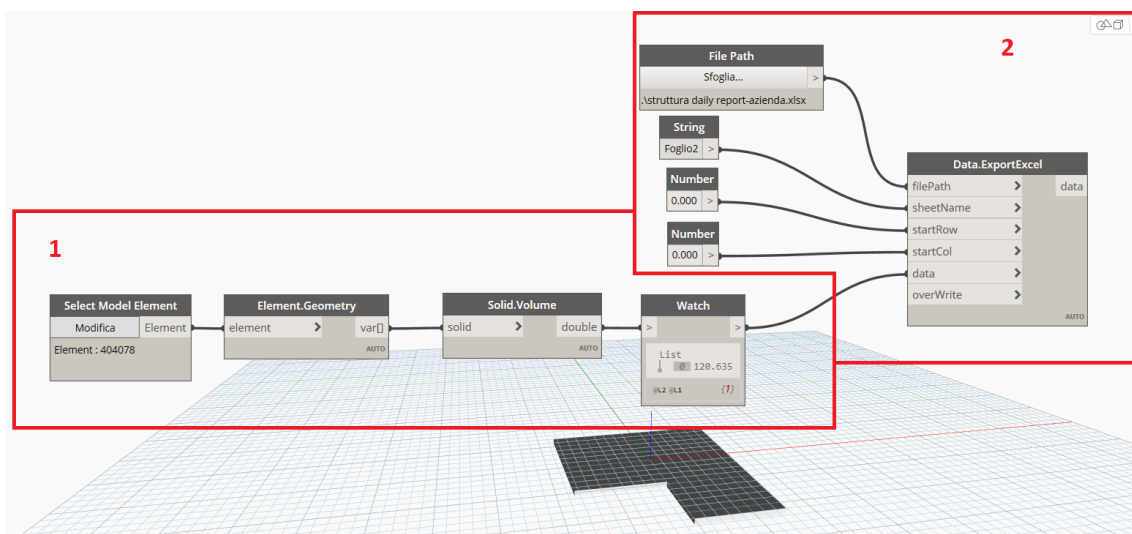 2
File Path
Sfoglia... >
.\struttura daily report-azienda.xlsx
String
Foglio2 >
Number
0.000 >
Number
0.000 >
Data.ExportExcel
filePath > data
sheetName >
startRow >
startCol >
data >
overWrite >
AUTO
1
Select Model Element
Modifica Element >
Element : 404078
Element.Geometry
element > var[]
AUTO
Solid.Volume
solid > double
AUTO
Watch
> >
List
0 120.635
@L2 @L1 {1}